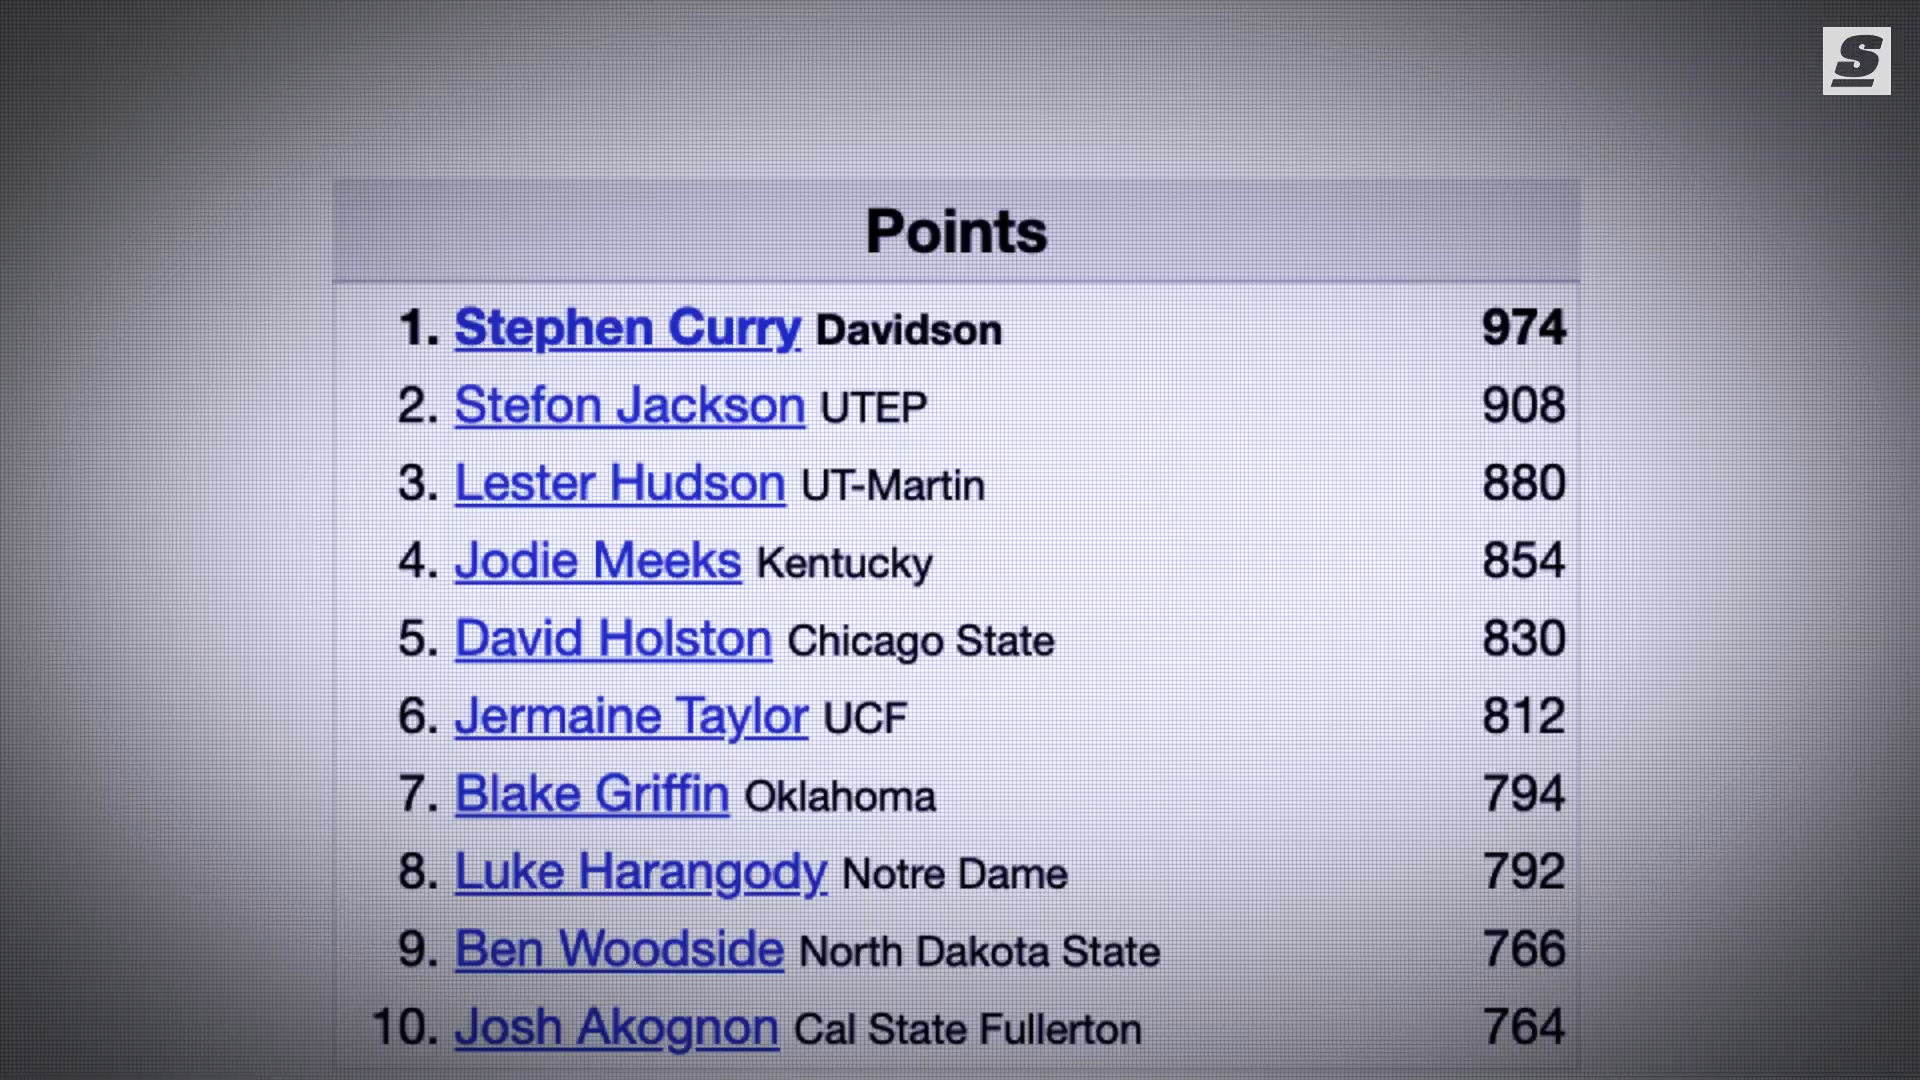 S
Points
1. Stephen Curry Davidson 974
2. Stefon Jackson UTEP 908
3. Lester Hudson UT-Martin 880
4. Jodie Meeks Kentucky 854
5. David Holston Chicago State 830
6. Jermaine Taylor UCF 812
7. Blake Griffin Oklahoma 794
8. Luke Harangody Notre Dame 792
9. Ben Woodside North Dakota State 766
10. Josh Akognon Cal State Fullerton 764